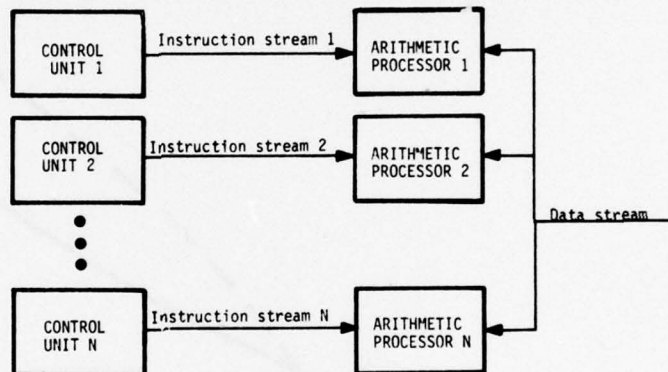 CONTROL
UNIT 1
Instruction stream 1
ARITHMETIC
PROCESSOR 1
CONTROL
UNIT 2
Instruction stream 2
ARITHMETIC
PROCESSOR 2
Data stream
CONTROL
UNIT N
Instruction stream N
ARITHMETIC
PROCESSOR N